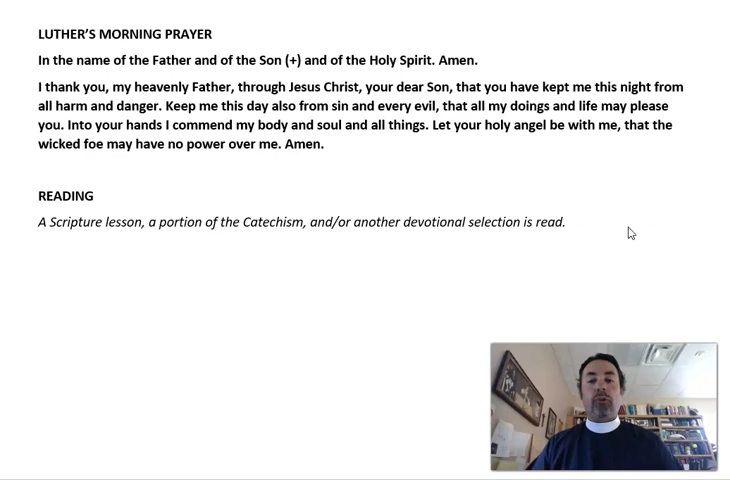 LUTHER’S MORNING PRAYER
In the name of the Father and of the Son (+) and of the Holy Spirit. Amen.
I thank you, my heavenly Father, through Jesus Christ, your dear Son, that you have kept me this night from
all harm and danger. Keep me this day also from sin and every evil, that all my doings and life may please
you. Into your hands I commend my body and soul and all things. Let your holy angel be with me, that the
wicked foe may have no power over me. Amen.
READING
A Scripture lesson, a portion of the Catechism, and/or another devotional selection is read.